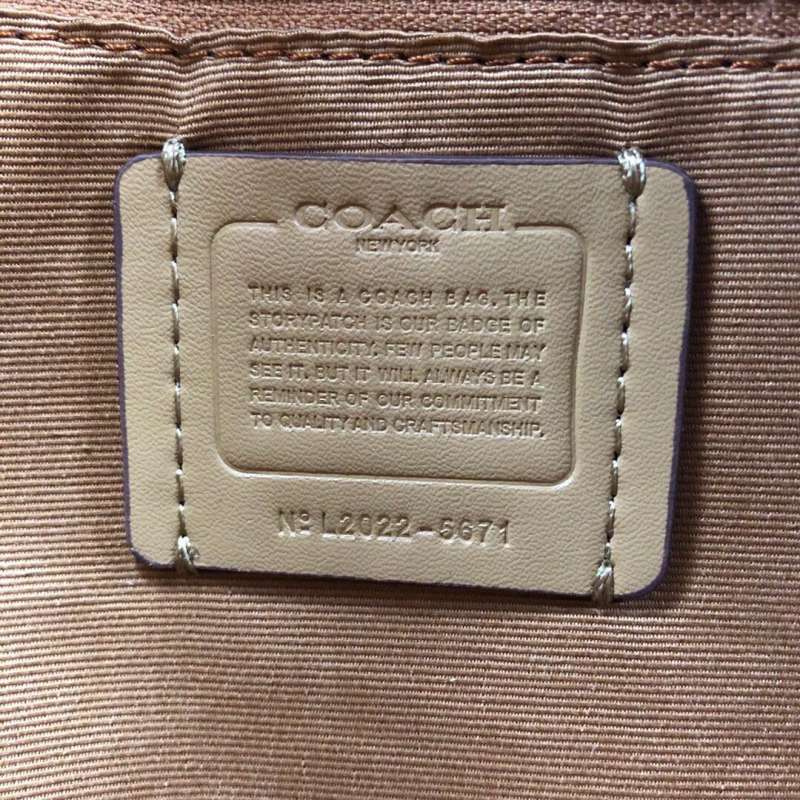 COACH
NEW YORK
THIS IS A COACH BAG. THE
STORYPATCH IS OUR BADGE OF
AUTHENTICITY. FEW PEOPLE MAY
SEE IT. BUT IT WILL ALWAYS BE A
REMINDER OF OUR COMMITMENT
TO QUALITY AND CRAFTSMANSHIP.
Nº L2022-5671